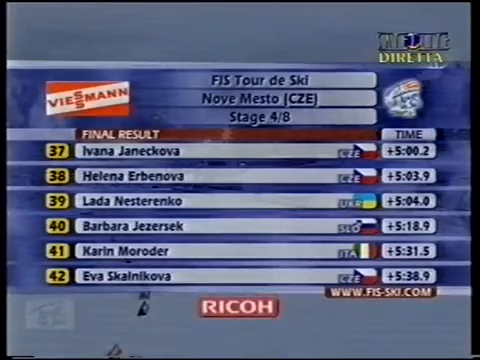 DIRETTA
FIS Tour de Ski
VIESSMANN
Nove Mesto (CZE)
Stage 4/8
FINAL RESULT TIME
37 Ivana Janeckova CZE +5:00.2
38 Helena Erbenova CZE +5:03.9
39 Lada Nesterenko UKR +5:04.0
40 Barbara Jezersek SLO +5:18.9
41 Karin Moroder ITA +5:31.5
42 Eva Skalnikova CZE +5:38.9
WWW.FIS-SKI.COM
RICOH